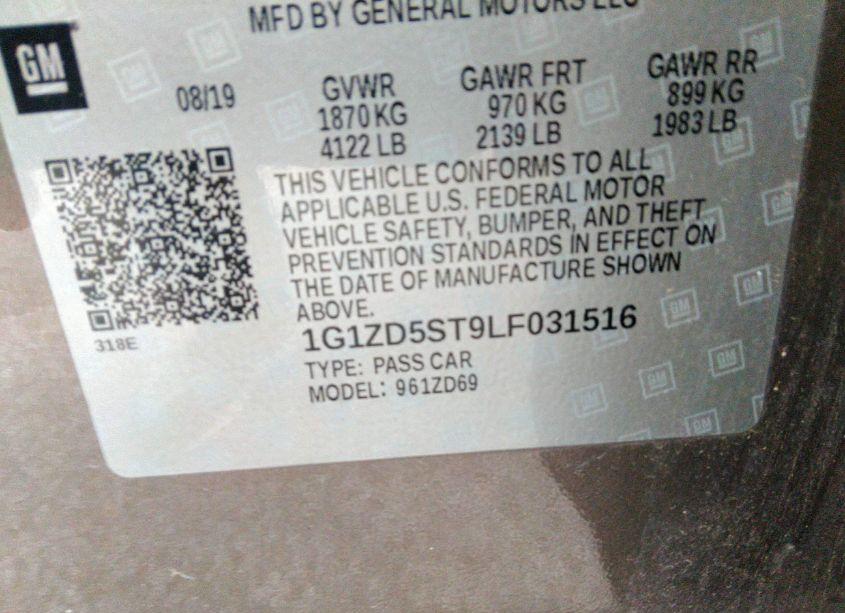 MFD BY GENERAL MOTORS LLC
GM
08/19
GVWR
1870 KG
4122 LB
GAWR FRT
970 KG
2139 LB
GAWR RR
899 KG
1983 LB
THIS VEHICLE CONFORMS TO ALL
APPLICABLE U.S. FEDERAL MOTOR
VEHICLE SAFETY, BUMPER, AND THEFT
PREVENTION STANDARDS IN EFFECT ON
THE DATE OF MANUFACTURE SHOWN
ABOVE.
318E
1G1ZD5ST9LF031516
TYPE: PASS CAR
MODEL: 961ZD69